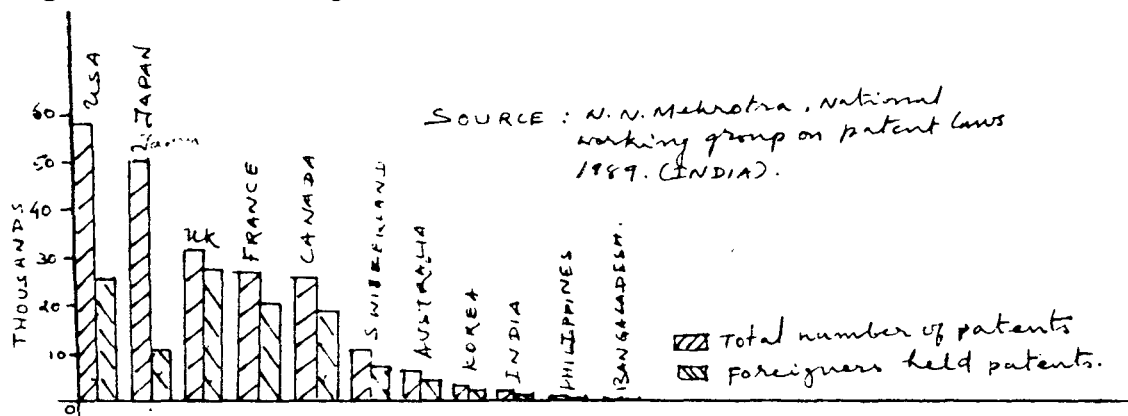 USA
JAPAN
UK
FRANCE
CANADA
SWITZERLAND
AUSTRALIA
KOREA
INDIA
PHILIPPINES
BANGALADESH.
SOURCE : N.N. Mehrotra, National
working group on patent laws
1989. (INDIA).
THOUSANDS
60
50
40
30
20
10
0
Total number of patents
foreigners held patents.